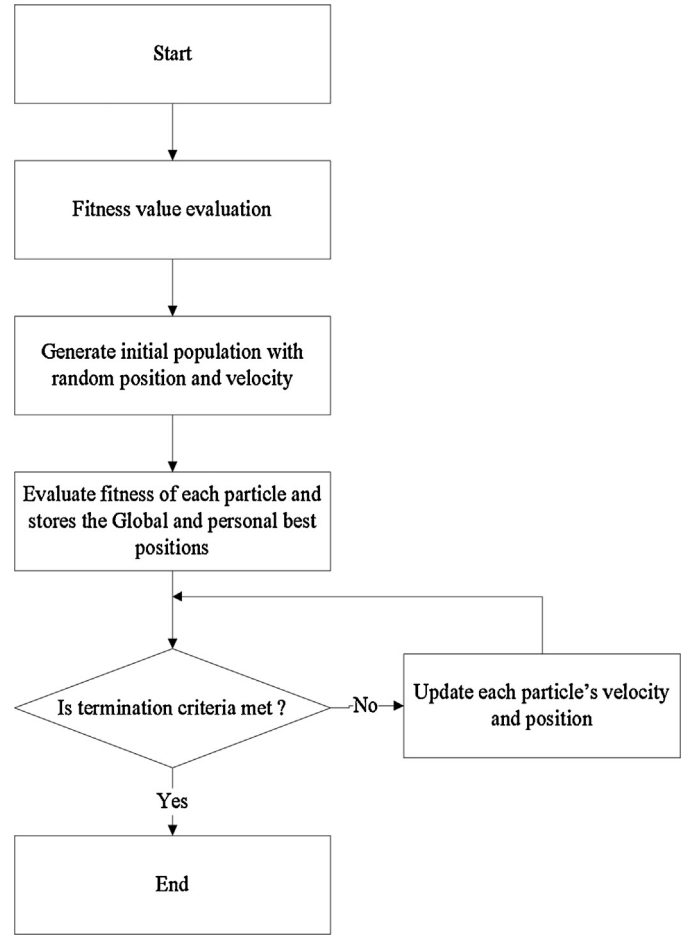 Start
Fitness value evaluation
Generate initial population with
random position and velocity
Evaluate fitness of each particle and
stores the Global and personal best
positions
Is termination criteria met ?
No
Update each particle's velocity
and position
Yes
End